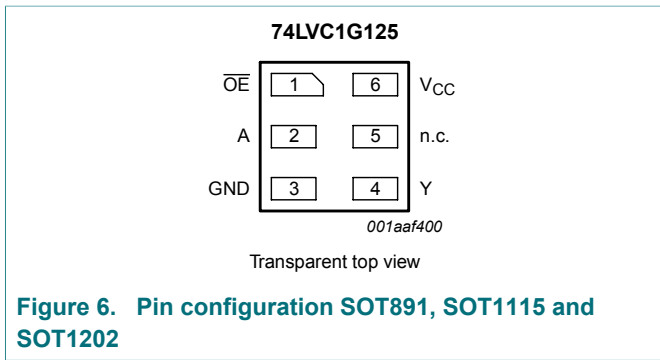 74LVC1G125
OE 1 6 VCC
A 2 5 n.c.
GND 3 4 Y
001aaf400
Transparent top view
Figure 6. Pin configuration SOT891, SOT1115 and
SOT1202